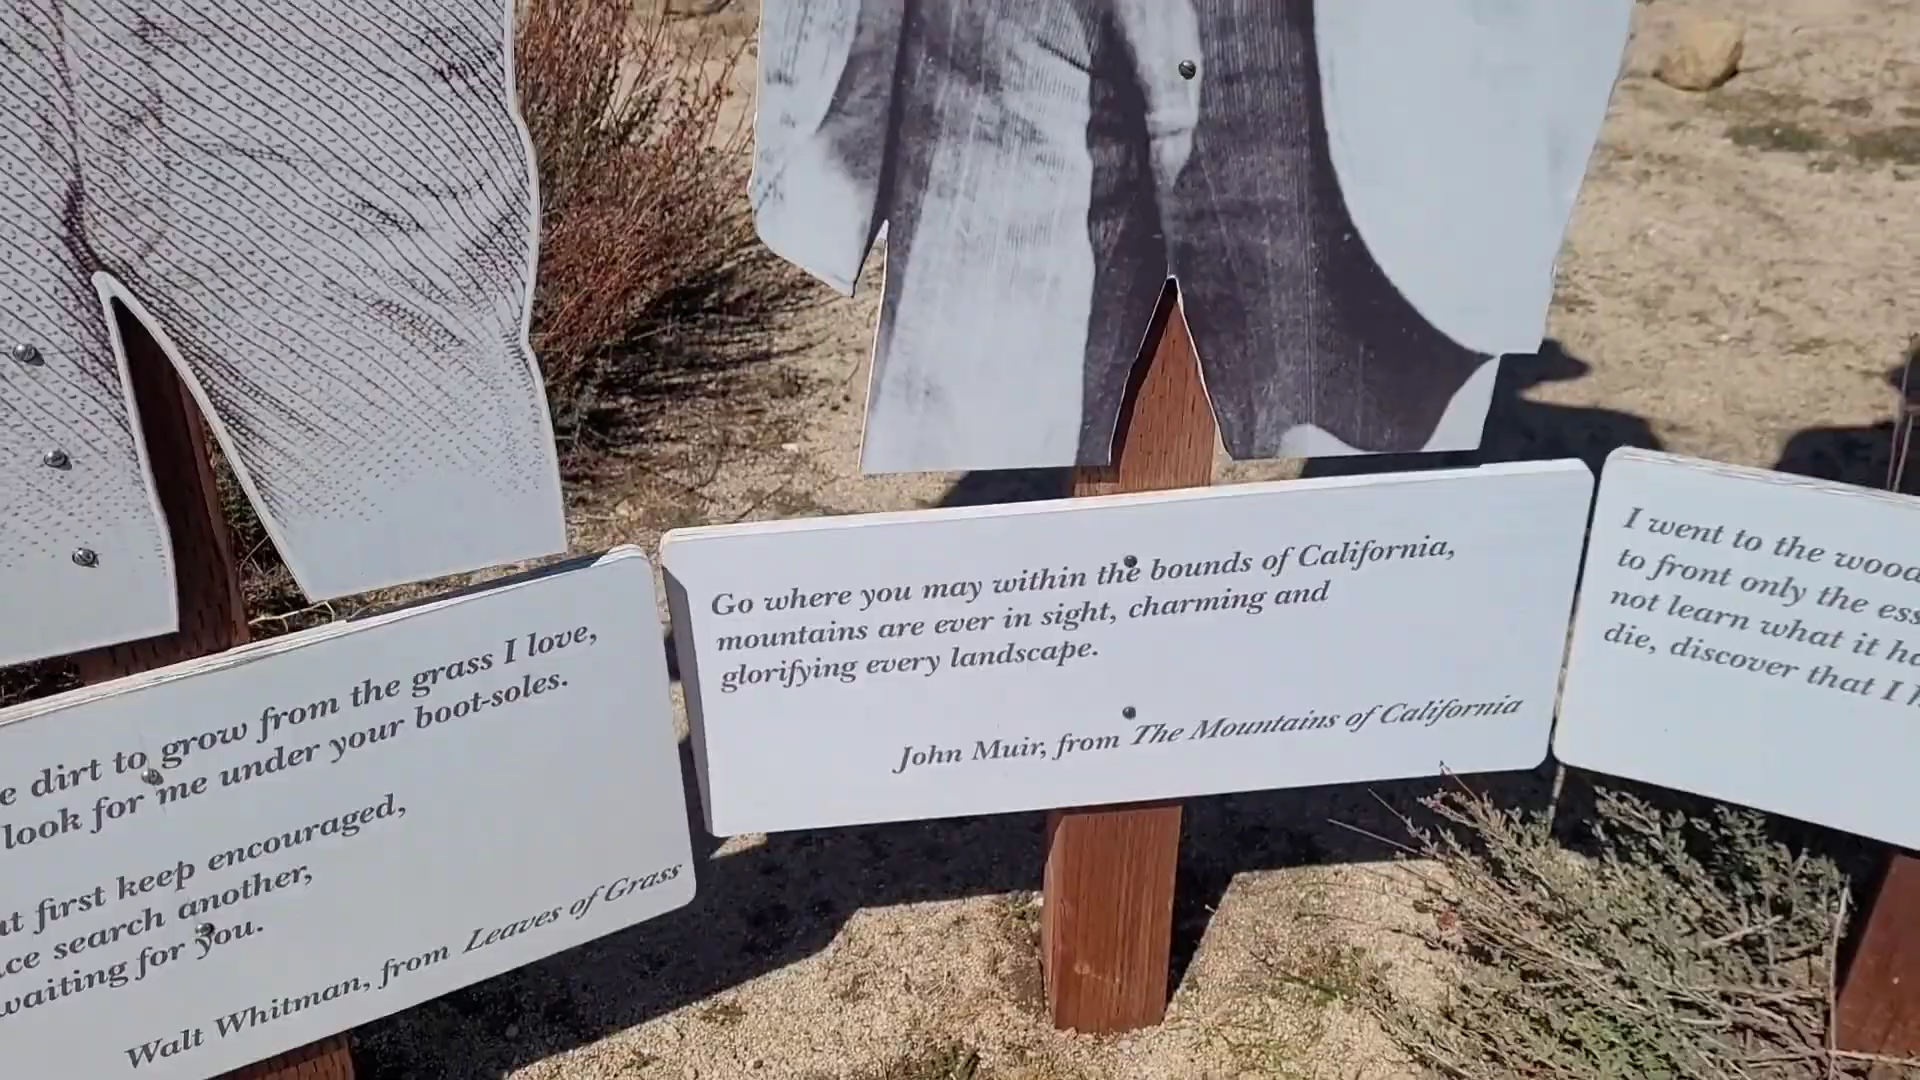 dirt to grow from the grass I love,
look for me under your boot-soles.
first keep encouraged,
search another,
waiting for you.
Walt Whitman, from Leaves of Grass
Go where you may within the bounds of California,
mountains are ever in sight, charming and
glorifying every landscape.
John Muir, from The Mountains of California
I went to the
to front only the
not learn what it
die, discover that I